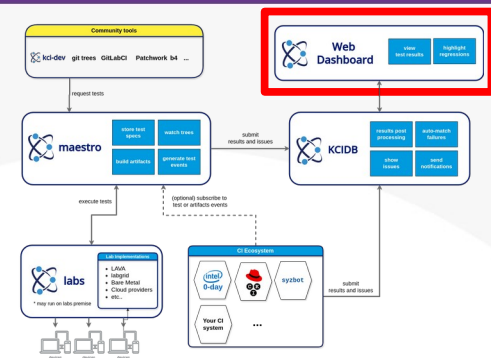 Community tools
kci-dev git trees GitLabCI Patchwork b4 ...
request tests
Web
Dashboard
view
test results
highlight
regressions
maestro
store test
specs
watch trees
build artifacts
generate test
events
submit
results and issues
KCIDB
results post
processing
auto-match
failures
show
issues
send
notifications
execute tests
(optional) subscribe to
test or artifacts events
labs
* may run on labs premise
Lab Implementations
• LAVA
• labgrid
• Bare Metal
• Cloud providers
• etc..
CI Ecosystem
intel
0-day
C K I
syzbot
Your CI
system
...
submit
results and issues